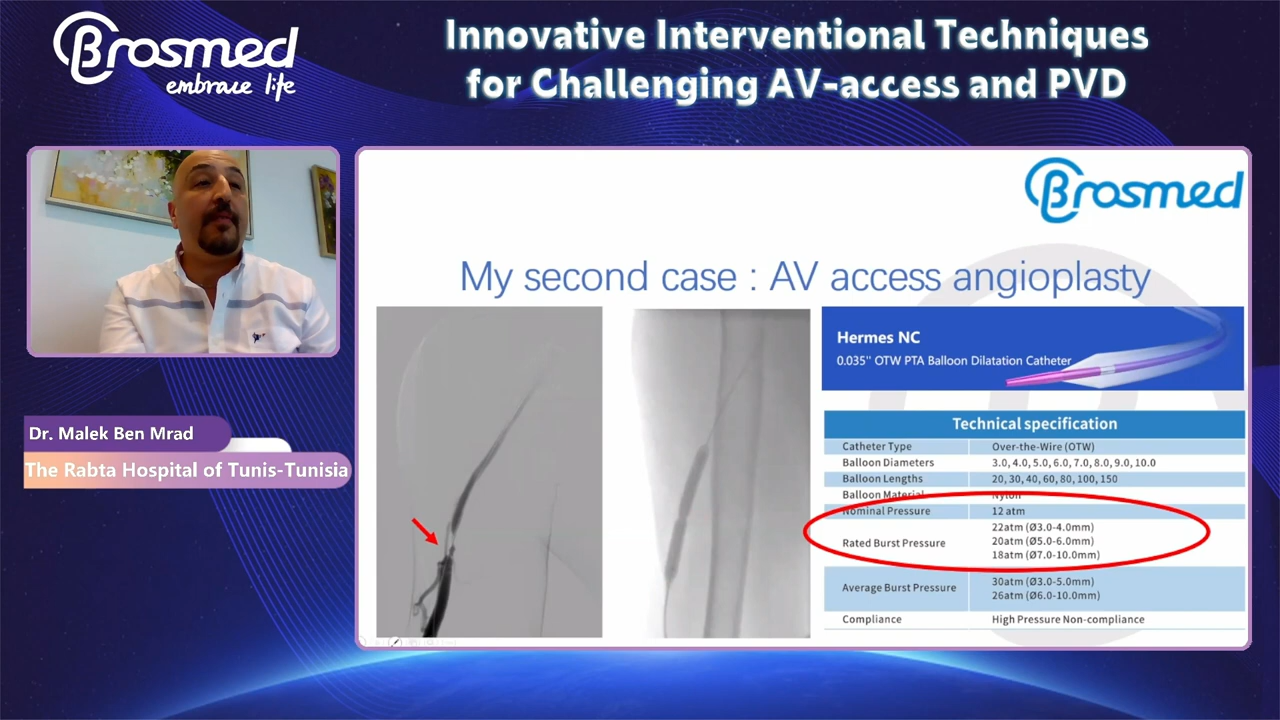 Brosmed
embrace life
Innovative Interventional Techniques
for Challenging AV-access and PVD
Dr. Malek Ben Mrad
The Rabta Hospital of Tunis-Tunisia
Brosmed
My second case : AV access angioplasty
Hermes NC
0.035" OTW PTA Balloon Dilatation Catheter
Technical specification
Catheter Type Over-the-Wire (OTW)
Balloon Diameters 3.0, 4.0, 5.0, 6.0, 7.0, 8.0, 9.0, 10.0
Balloon Lengths 20, 30, 40, 60, 80, 100, 150
Balloon Material Nylon
Nominal Pressure 12 atm
Rated Burst Pressure 22atm (Ø3.0-4.0mm)
20atm (Ø5.0-6.0mm)
18atm (Ø7.0-10.0mm)
Average Burst Pressure 30atm (Ø3.0-5.0mm)
26atm (Ø6.0-10.0mm)
Compliance High Pressure Non-compliance